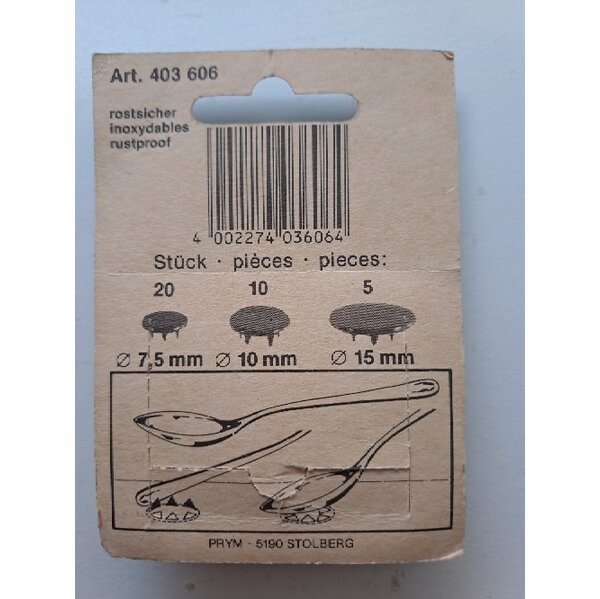 Art. 403 606
rostsicher
inoxydables
rustproof
4 002274 036064
Stück · pièces · pieces:
20 10 5
∅ 7,5 mm ∅ 10 mm ∅ 15 mm
PRYM · 5190 STOLBERG